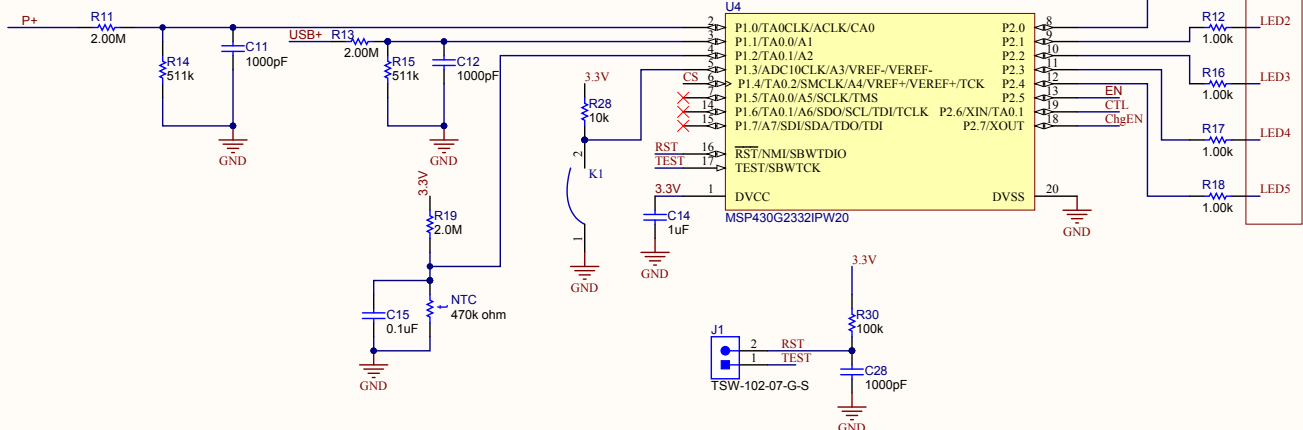 P+
R11
2.00M
R14
511k
C11
1000pF
GND
USB+
R13
2.00M
R15
511k
C12
1000pF
GND
3.3V
R19
2.0M
C15
0.1uF
NTC
t
470k ohm
GND
3.3V
R28
10k
2
K1
1
GND
U4
2 P1.0/TA0CLK/ACLK/CA0 P2.0 8
3 P1.1/TA0.0/A1 P2.1 9
4 P1.2/TA0.1/A2 P2.2 10
5 P1.3/ADC10CLK/A3/VREF-/VEREF- P2.3 11
CS 6 P1.4/TA0.2/SMCLK/A4/VREF+/VEREF+/TCK P2.4 12
7 P1.5/TA0.0/A5/SCLK/TMS P2.5 13 EN
14 P1.6/TA0.1/A6/SDO/SCL/TDI/TCLK P2.6/XIN/TA0.1 19 CTL
15 P1.7/A7/SDI/SDA/TDO/TDI P2.7/XOUT 18 ChgEN
RST 16 RST/NMI/SBWTDIO
TEST 17 TEST/SBWTCK
3.3V 1 DVCC DVSS 20
MSP430G2332IPW20
C14
1uF
GND
GND
R12
1.00k
LED2
R16
1.00k
LED3
R17
1.00k
LED4
R18
1.00k
LED5
3.3V
R30
100k
J1
2 RST
1 TEST
TSW-102-07-G-S
C28
1000pF
GND